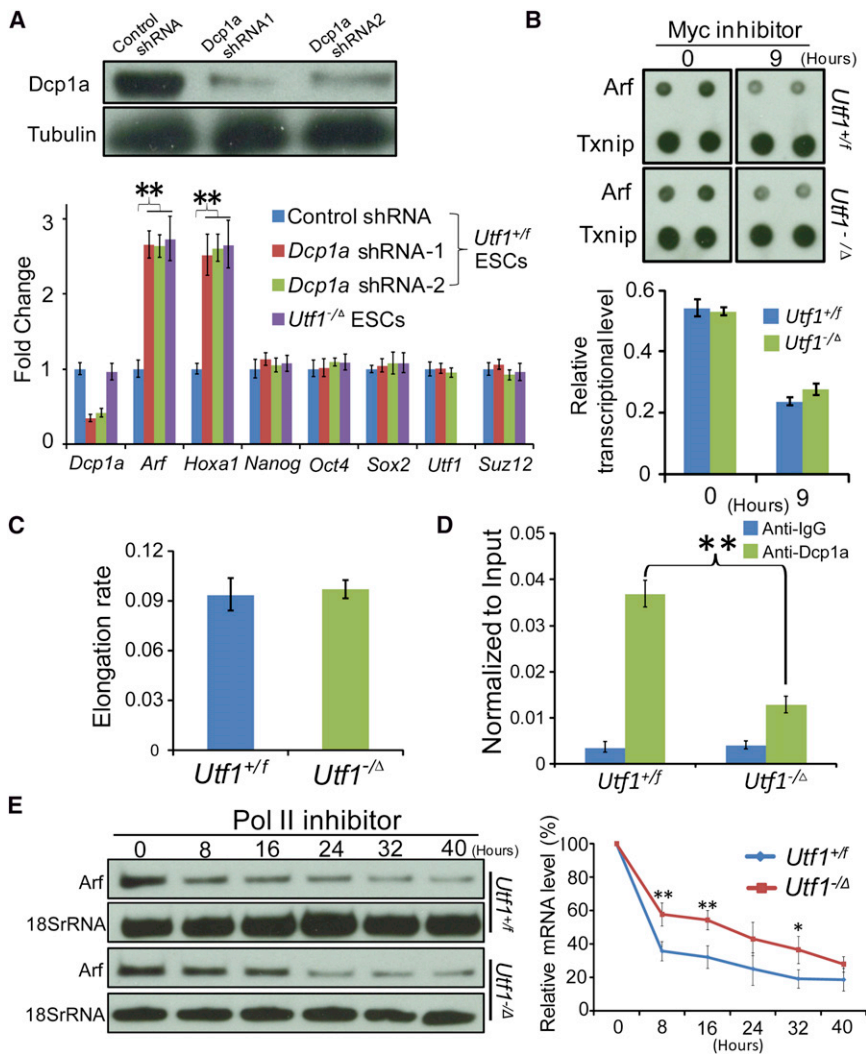 A
Control shRNA
Dcp1a shRNA1
Dcp1a shRNA2
Dcp1a
Tubulin
Fold Change
3
2
1
0
**
**
Control shRNA
Dcp1a shRNA-1
Dcp1a shRNA-2
Utf1+/f ESCs
Utf1-/Δ ESCs
Dcp1a Arf Hoxa1 Nanog Oct4 Sox2 Utf1 Suz12
B
Myc inhibitor
0 9 (Hours)
Arf
Txnip
Utf1+/f
Arf
Txnip
Utf1-/Δ
Relative transcriptional level
0.6
0.4
0.2
0.0
Utf1+/f
Utf1-/Δ
0 (Hours) 9
C
Elongation rate
0.12
0.09
0.06
0.03
0
Utf1+/f Utf1-/Δ
D
Normalized to Input
0.05
0.04
0.03
0.02
0.01
0
Anti-IgG
Anti-Dcp1a
**
Utf1+/f Utf1-/Δ
E
Pol II inhibitor
0 8 16 24 32 40 (Hours)
Arf
18SrRNA
Utf1+/f
Arf
18SrRNA
Utf1-/Δ
Relative mRNA level (%)
100
80
60
40
20
0
Utf1+/f
Utf1-/Δ
** ** *
0 8 16 24 32 40
(Hours)